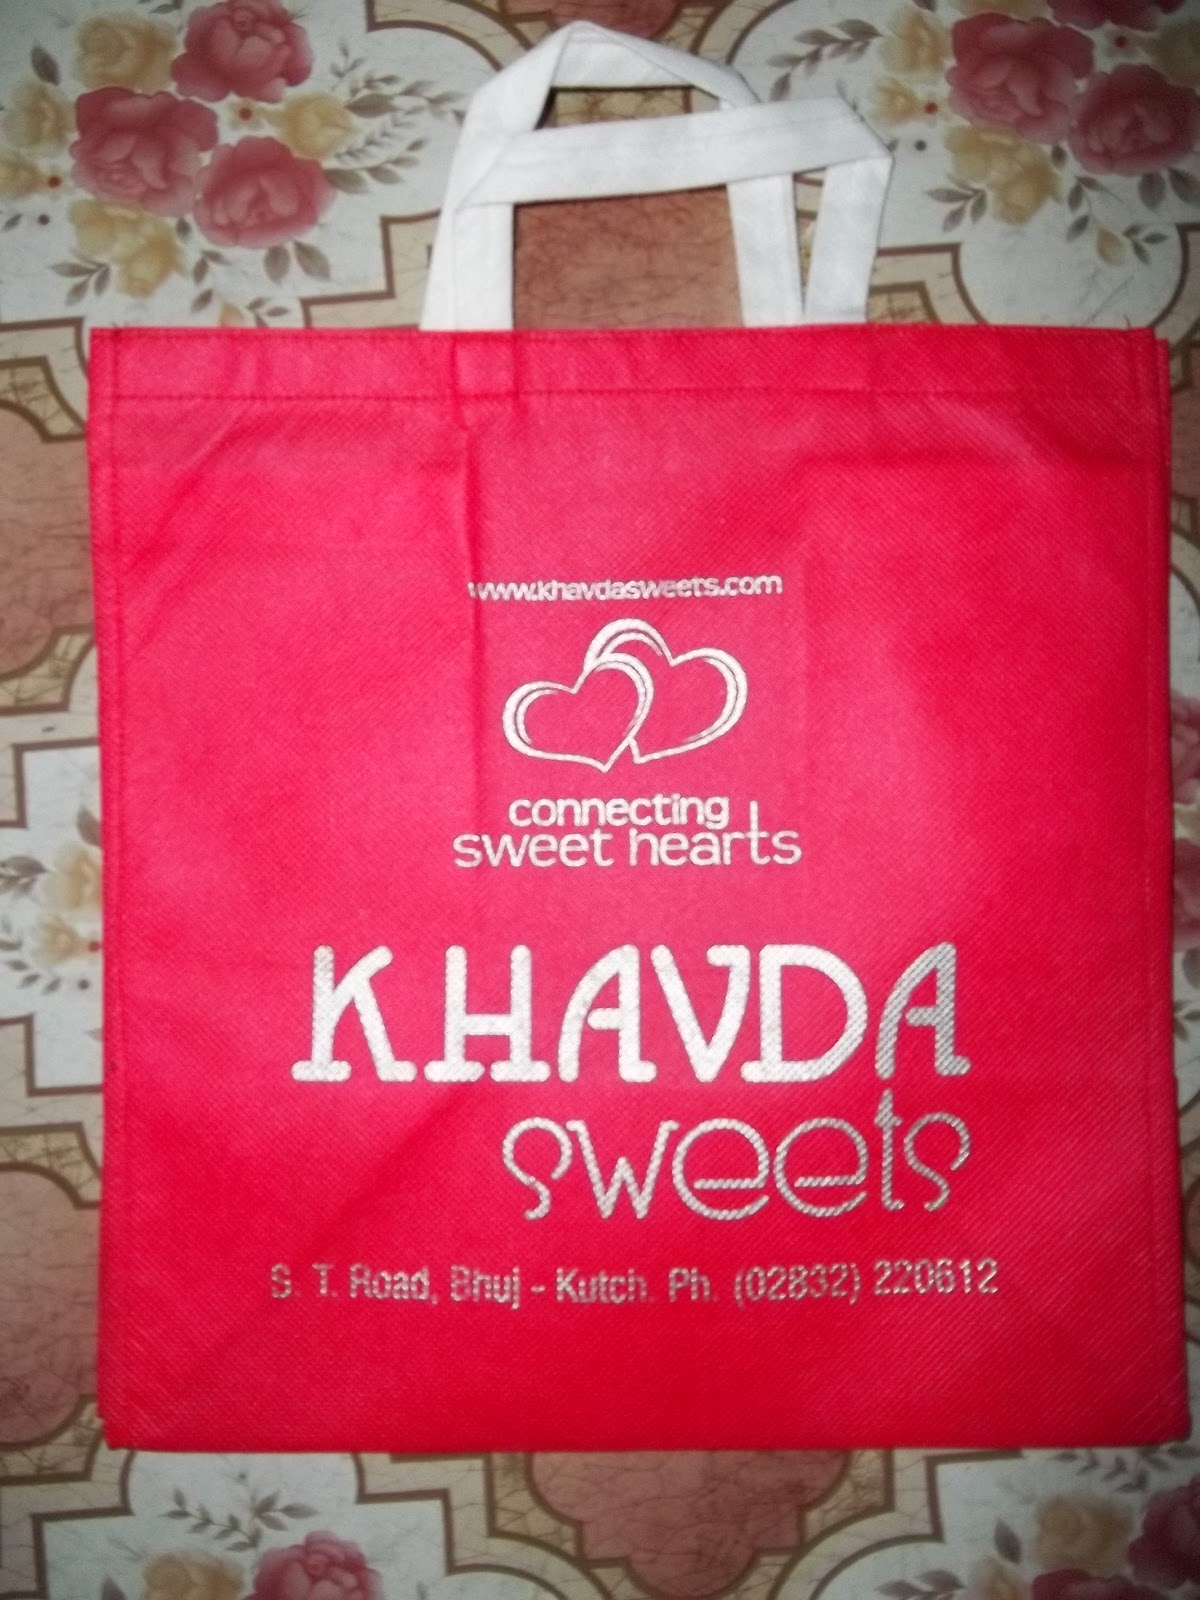 www.khavdasweets.com
connecting
sweet hearts
KHAVDA
sweets
S. T. Road, Bhuj - Kutch. Ph. (02832) 220612